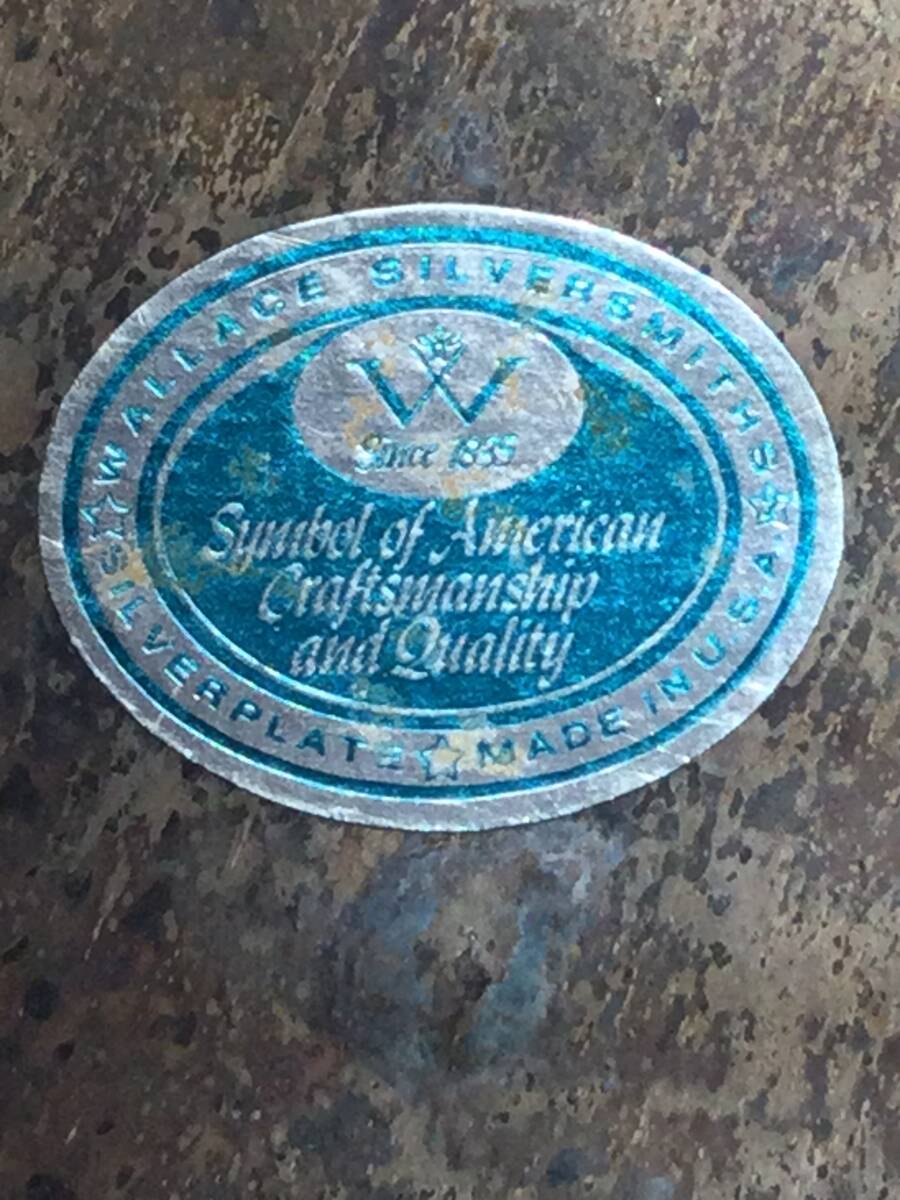 WALLACE SILVERSMITHS
W
Since 1835
Symbol of American
Craftsmanship
and Quality
SILVERPLATE ☆ MADE IN U.S.A.